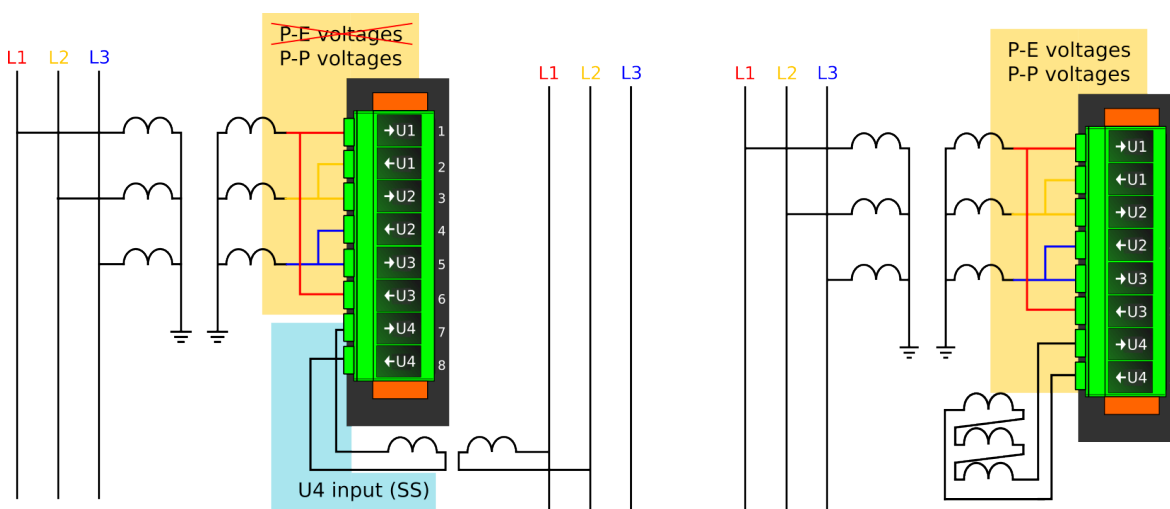 P-E voltages
P-P voltages
L1 L2 L3
→U1 1
←U1 2
→U2 3
←U2 4
→U3 5
←U3 6
→U4 7
←U4 8
U4 input (SS)
L1 L2 L3
L1 L2 L3
P-E voltages
P-P voltages
→U1
←U1
→U2
←U2
→U3
←U3
→U4
←U4